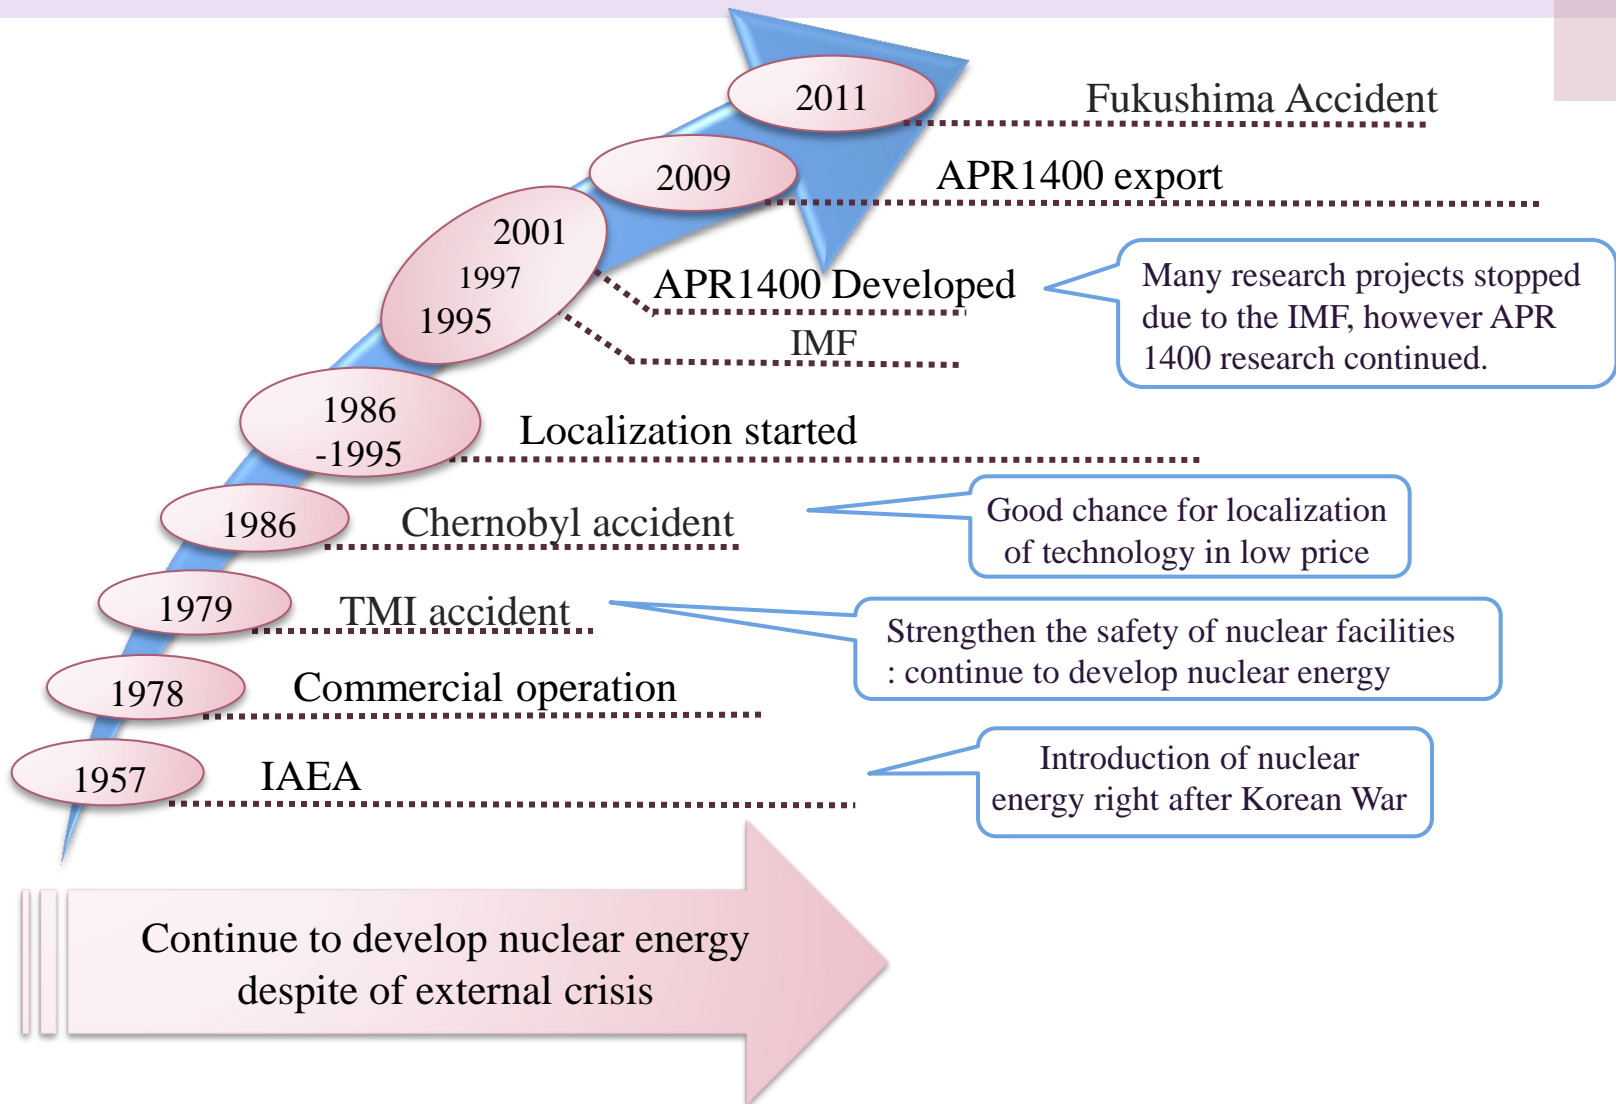 2011
Fukushima Accident
2009
APR1400 export
2001
1997
1995
APR1400 Developed
IMF
Many research projects stopped
due to the IMF, however APR
1400 research continued.
1986
-1995
Localization started
1986
Chernobyl accident
Good chance for localization
of technology in low price
1979
TMI accident
Strengthen the safety of nuclear facilities
: continue to develop nuclear energy
1978
Commercial operation
1957
IAEA
Introduction of nuclear
energy right after Korean War
Continue to develop nuclear energy
despite of external crisis